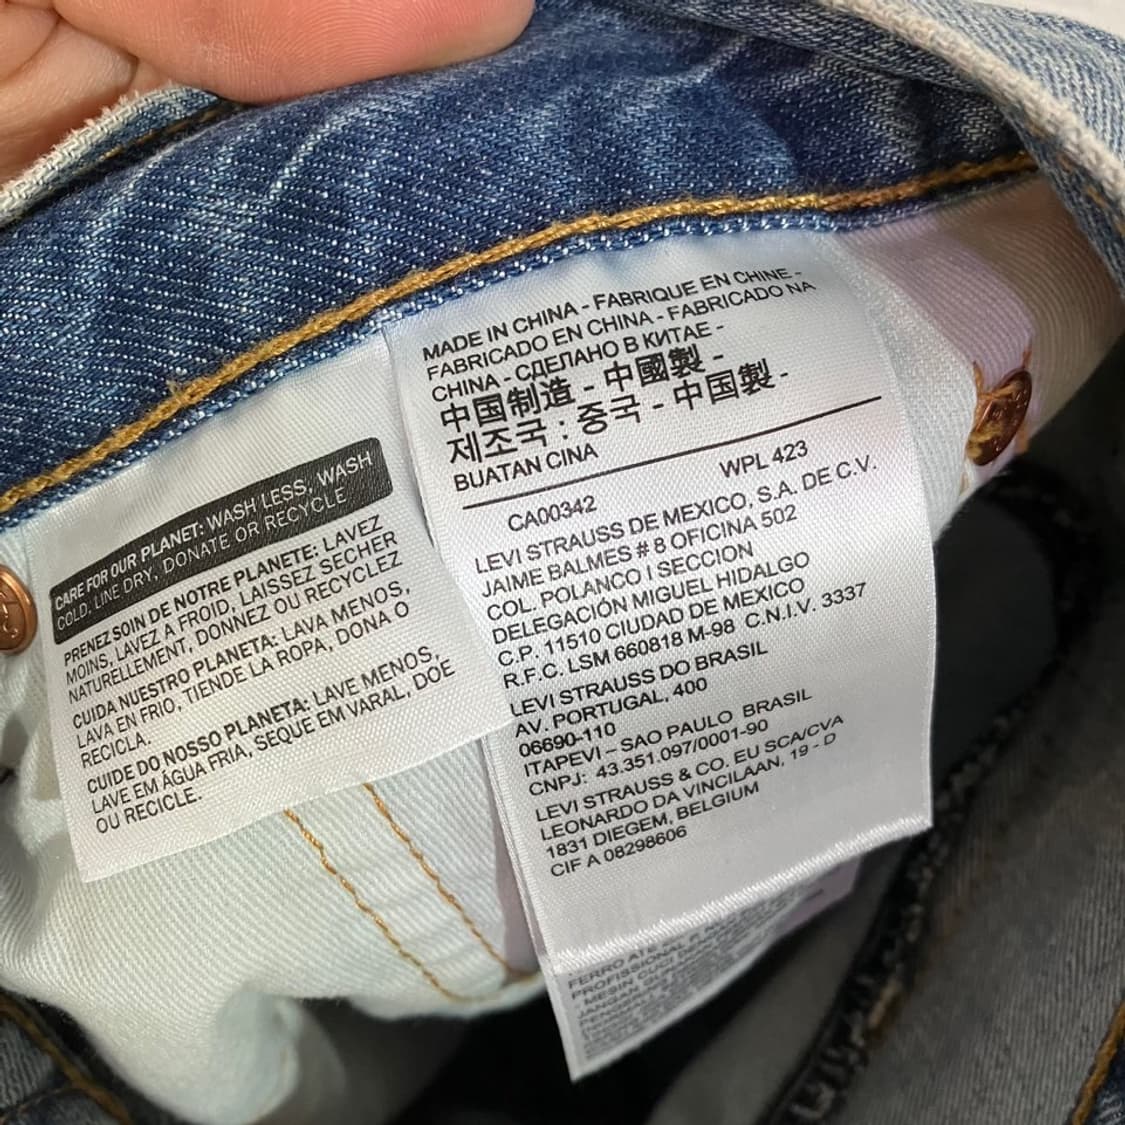 CARE FOR OUR PLANET: WASH LESS, WASH
COLD, LINE DRY, DONATE OR RECYCLE
PRENEZ SOIN DE NOTRE PLANETE: LAVEZ
MOINS, LAVEZ A FROID, LAISSEZ SECHER
NATURELLEMENT, DONNEZ OU RECYCLEZ
CUIDA NUESTRO PLANETA: LAVA MENOS,
LAVA EN FRIO, TIENDE LA ROPA, DONA O
RECICLA.
CUIDE DO NOSSO PLANETA: LAVE MENOS,
LAVE EM ÁGUA FRIA, SEQUE EM VARAL, DOE
OU RECICLE.
MADE IN CHINA - FABRIQUE EN CHINE -
FABRICADO EN CHINA - FABRICADO NA
CHINA - СДЕЛАНО В КИТАЕ -
中国制造 - 中國製 -
제조국 : 중국 - 中国製 -
BUATAN CINA
CA00342 WPL 423
LEVI STRAUSS DE MEXICO, S.A. DE C.V.
JAIME BALMES # 8 OFICINA 502
COL. POLANCO I SECCION
DELEGACIÓN MIGUEL HIDALGO
C.P. 11510 CIUDAD DE MEXICO
R.F.C. LSM 660818 M-98 C.N.I.V. 3337
LEVI STRAUSS DO BRASIL
AV. PORTUGAL, 400
06690-110
ITAPEVI – SAO PAULO BRASIL
CNPJ: 43.351.097/0001-90
LEVI STRAUSS & CO. EU SCA/CVA
LEONARDO DA VINCILAAN, 19 - D
1831 DIEGEM, BELGIUM
CIF A 08298606
FERRO ATÉ
PROFISSIONAL
MESIN
JANGAN